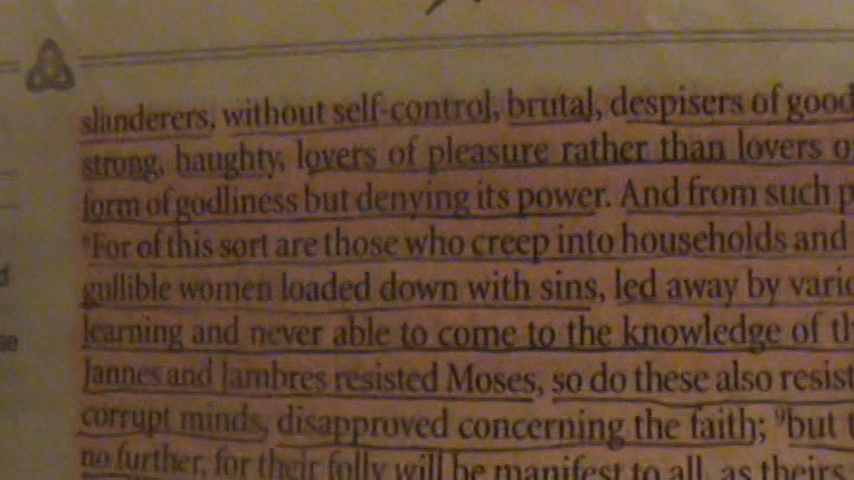 slanderers, without self-control, brutal, despisers of good
strong, haughty, lovers of pleasure rather than lovers o
form of godliness but denying its power. And from such p
⁶For of this sort are those who creep into households and
gullible women loaded down with sins, led away by vario
learning and never able to come to the knowledge of th
Jannes and Jambres resisted Moses, so do these also resist
corrupt minds, disapproved concerning the faith; ⁹but t
no further, for their folly will be manifest to all, as theirs